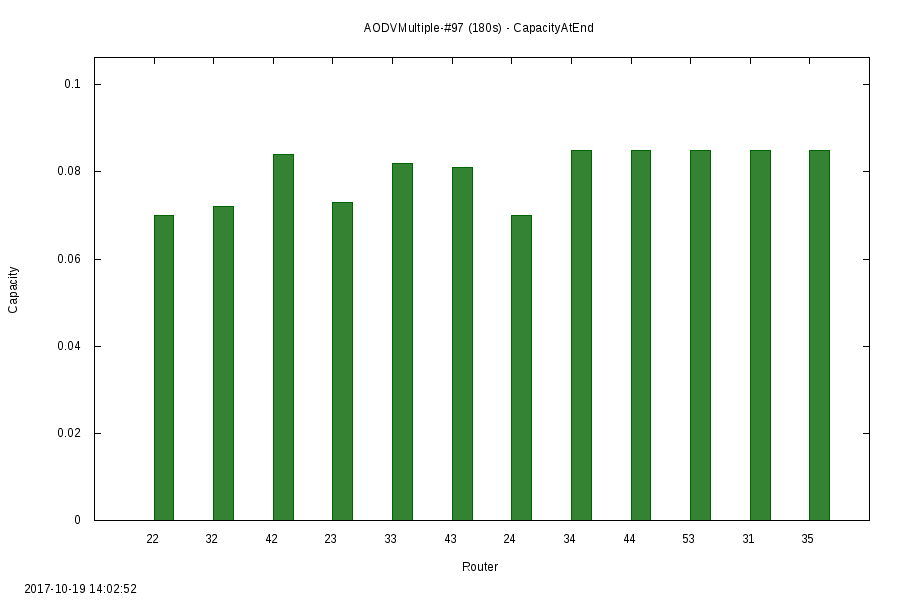 AODVMultiple-#97 (180s) - CapacityAtEnd
0.1
0.08
0.06
0.04
0.02
0
Capacity
22 32 42 23 33 43 24 34 44 53 31 35
Router
2017-10-19 14:02:52